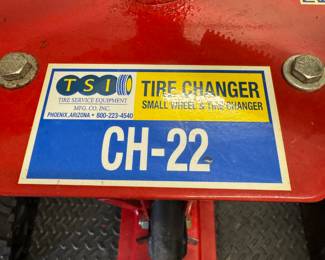 TSI
TIRE SERVICE EQUIPMENT
MFG. CO. INC.
PHOENIX, ARIZONA • 800-223-4540
TIRE CHANGER
SMALL WHEEL & TIRE CHANGER
CH-22